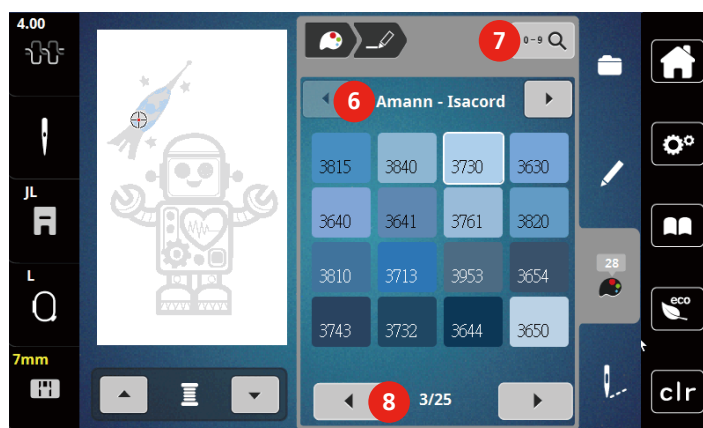 4.00
7
0-9
6
Amann - Isacord
3815 3840 3730 3630
JL
3640 3641 3761 3820
28
L
3810 3713 3953 3654
eco
3743 3732 3644 3650
7mm
8
3/25
clr